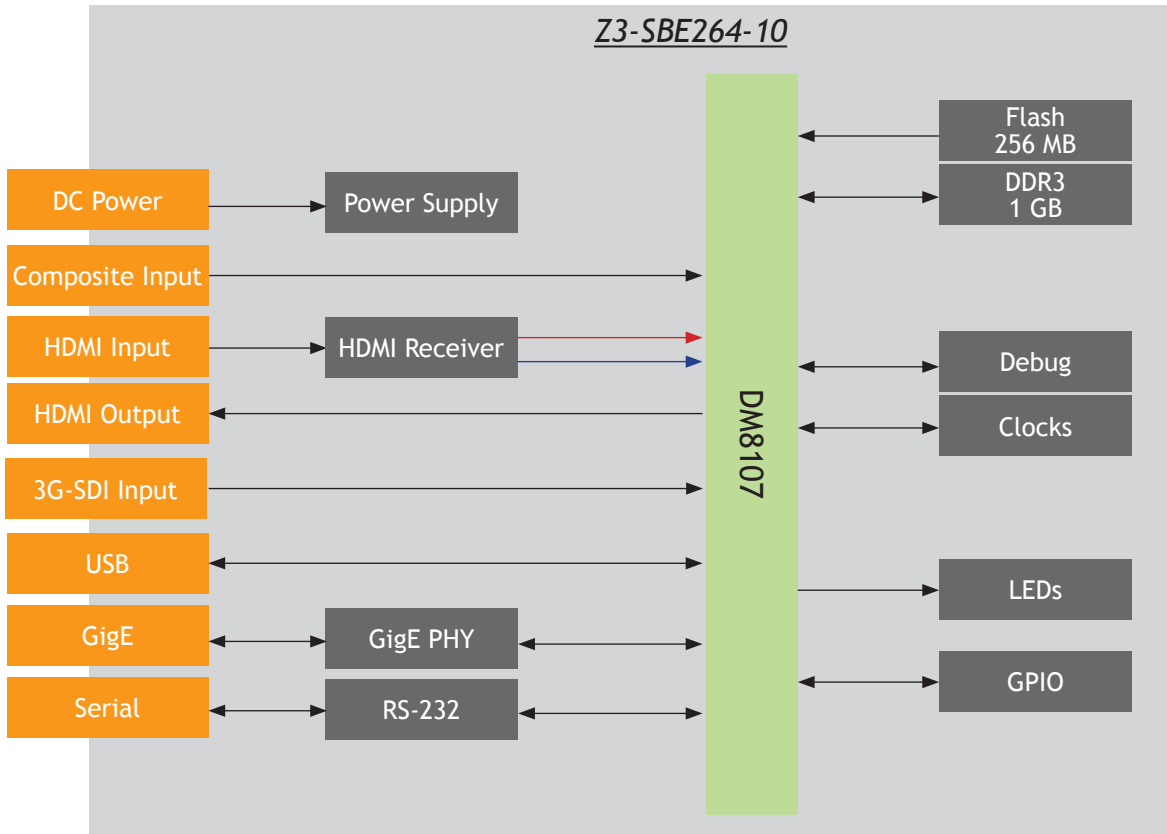 Z3-SBE264-10
DC Power
Composite Input
HDMI Input
HDMI Output
3G-SDI Input
USB
GigE
Serial
Power Supply
HDMI Receiver
GigE PHY
RS-232
DM8107
Flash
256 MB
DDR3
1 GB
Debug
Clocks
LEDs
GPIO